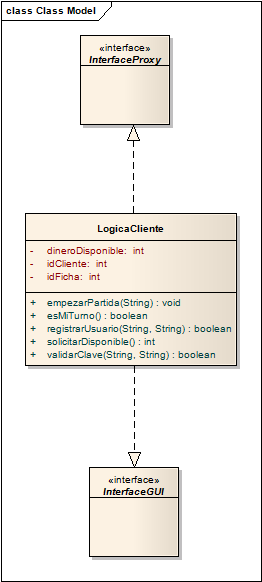 class Class Model
«interface»
InterfaceProxy
LogicaCliente
- dineroDisponible: int
- idCliente: int
- idFicha: int
+ empezarPartida(String) : void
+ esMiTurno() : boolean
+ registrarUsuario(String, String) : boolean
+ solicitarDisponible() : int
+ validarClave(String, String) : boolean
«interface»
InterfaceGUI